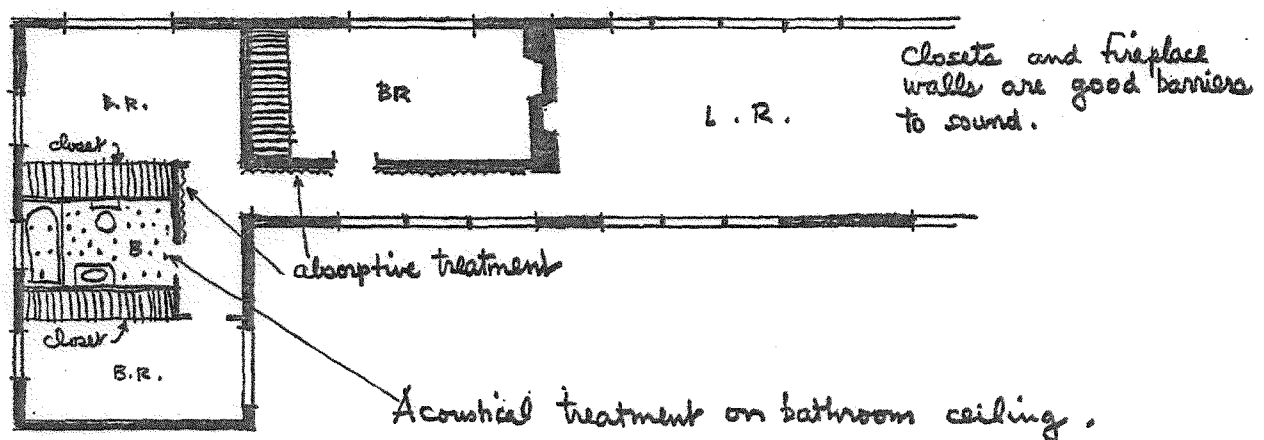 Closets and fireplace
walls are good barriers
to sound.
B.R.
BR
L.R.
closet
B
absorptive treatment
closet
B.R.
Acoustical treatment on bathroom ceiling.